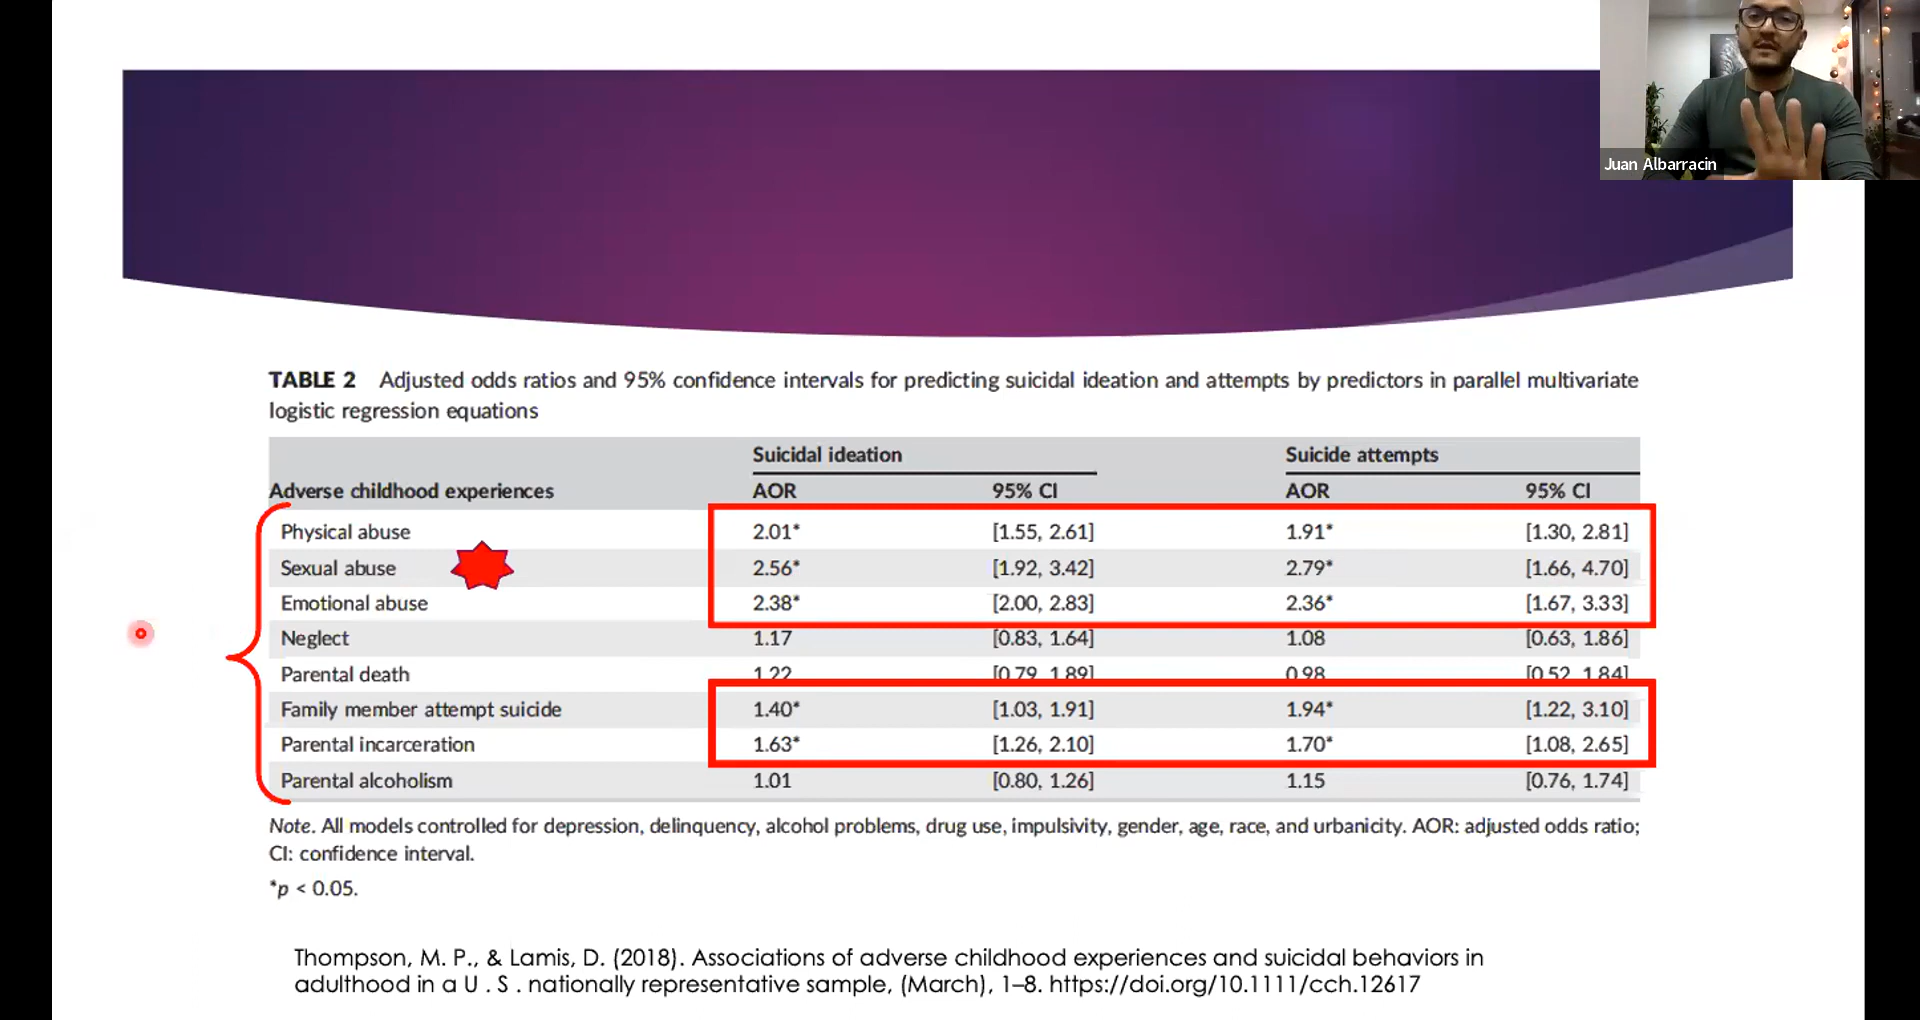 Juan Albarracin
TABLE 2 Adjusted odds ratios and 95% confidence intervals for predicting suicidal ideation and attempts by predictors in parallel multivariate
logistic regression equations
Suicidal ideation Suicide attempts
Adverse childhood experiences AOR 95% CI AOR 95% CI
Physical abuse 2.01* [1.55, 2.61] 1.91* [1.30, 2.81]
Sexual abuse 2.56* [1.92, 3.42] 2.79* [1.66, 4.70]
Emotional abuse 2.38* [2.00, 2.83] 2.36* [1.67, 3.33]
Neglect 1.17 [0.83, 1.64] 1.08 [0.63, 1.86]
Parental death 1.22 [0.79, 1.89] 0.98 [0.52, 1.84]
Family member attempt suicide 1.40* [1.03, 1.91] 1.94* [1.22, 3.10]
Parental incarceration 1.63* [1.26, 2.10] 1.70* [1.08, 2.65]
Parental alcoholism 1.01 [0.80, 1.26] 1.15 [0.76, 1.74]
Note. All models controlled for depression, delinquency, alcohol problems, drug use, impulsivity, gender, age, race, and urbanicity. AOR: adjusted odds ratio;
CI: confidence interval.
*p < 0.05.
Thompson, M. P., & Lamis, D. (2018). Associations of adverse childhood experiences and suicidal behaviors in
adulthood in a U . S . nationally representative sample, (March), 1–8. https://doi.org/10.1111/cch.12617